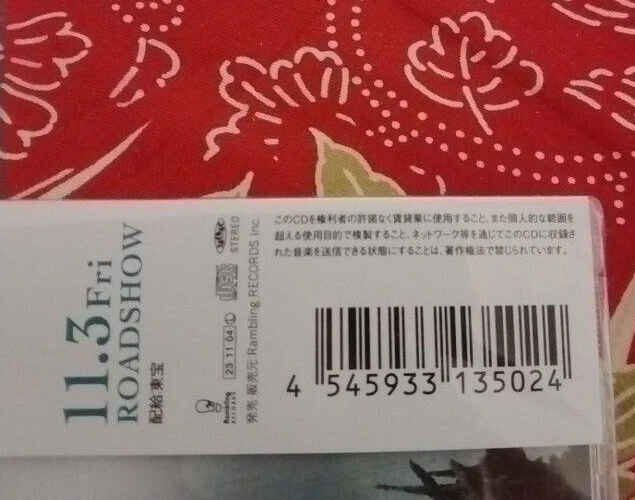 11.3 Fri
ROADSHOW
配給東宝
Rambling
RECORDS
23 11 04 Ⓛ
STEREO
発売 販売元 Rambling RECORDS Inc.
このCDを権利者の許諾なく賃貸業に使用すること、また個人的な範囲を
超える使用目的で複製すること、ネットワーク等を通じてこのCDに収録さ
れた音楽を送信できる状態にすることは、著作権法で禁じられています。
4 545933 135024